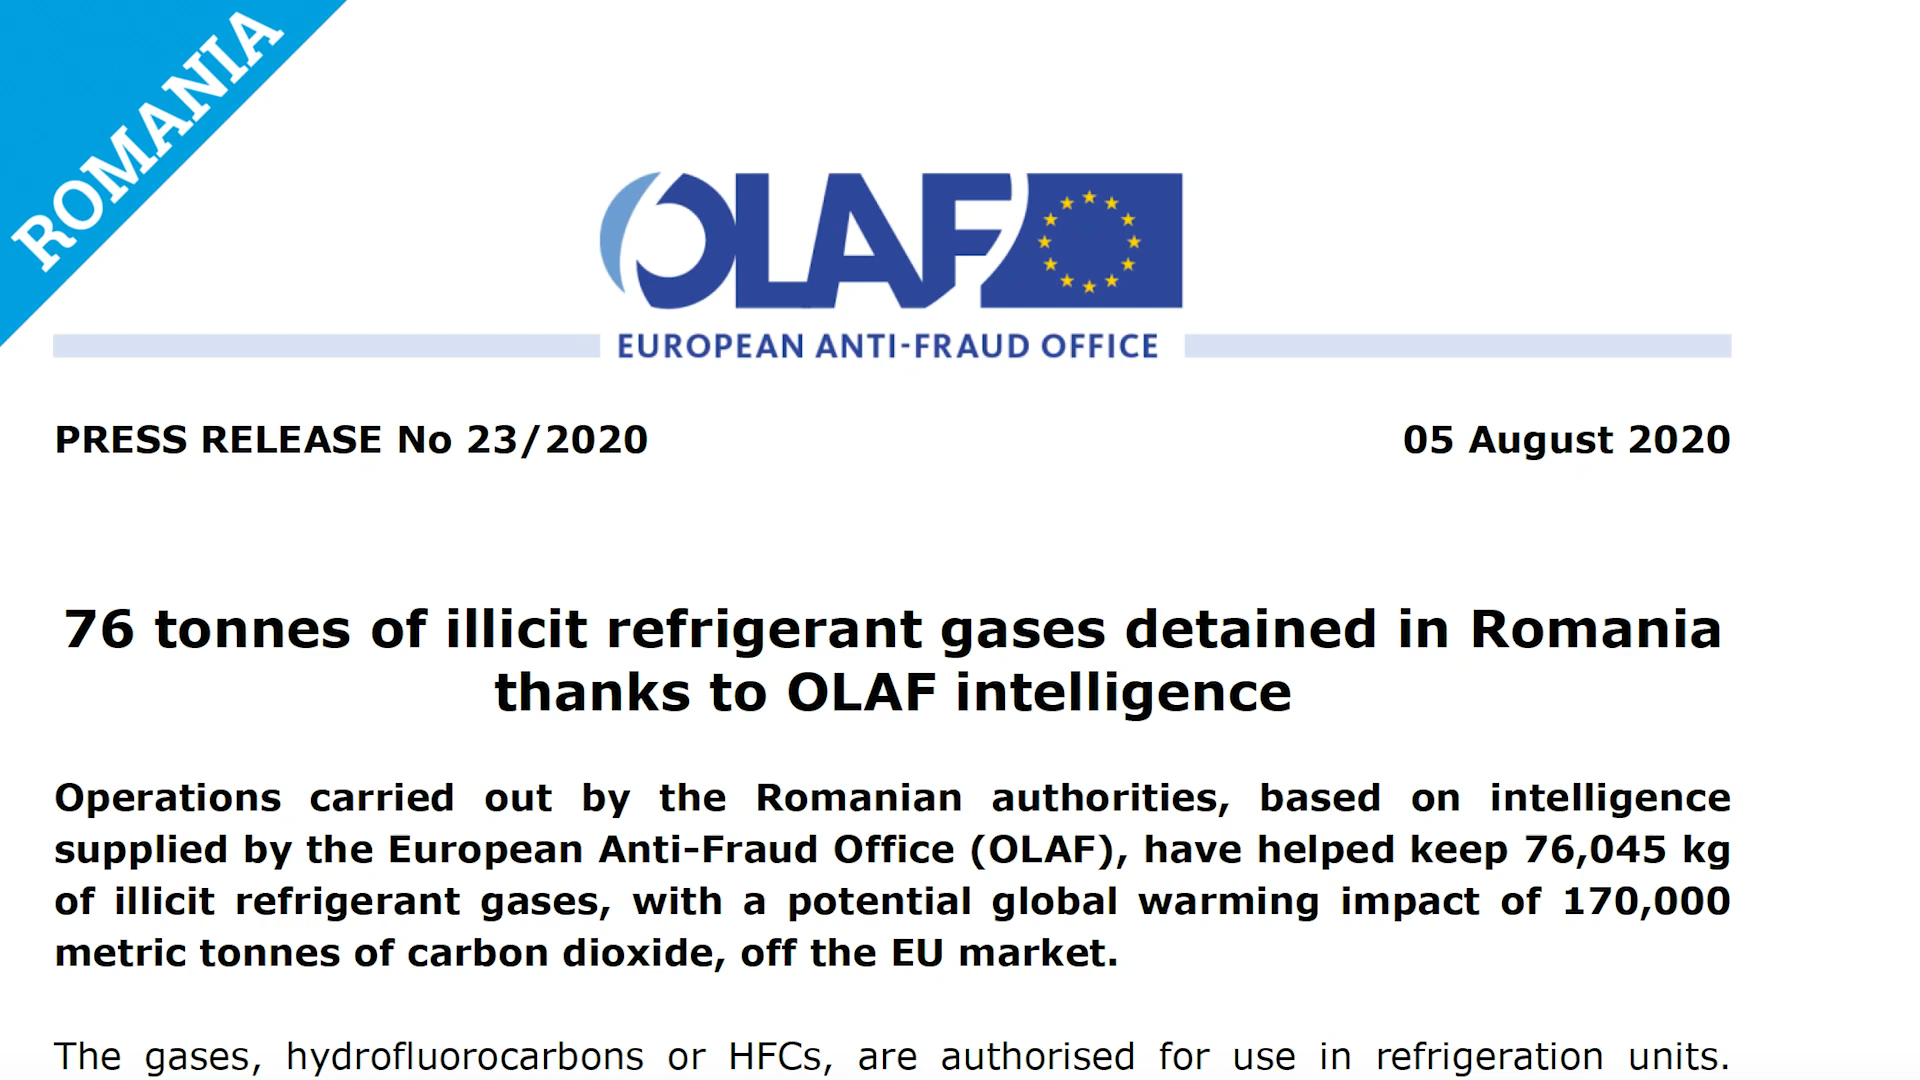 ROMANIA
OLAF
EUROPEAN ANTI-FRAUD OFFICE
PRESS RELEASE No 23/2020 05 August 2020
76 tonnes of illicit refrigerant gases detained in Romania
thanks to OLAF intelligence
Operations carried out by the Romanian authorities, based on intelligence
supplied by the European Anti-Fraud Office (OLAF), have helped keep 76,045 kg
of illicit refrigerant gases, with a potential global warming impact of 170,000
metric tonnes of carbon dioxide, off the EU market.
The gases, hydrofluorocarbons or HFCs, are authorised for use in refrigeration units.